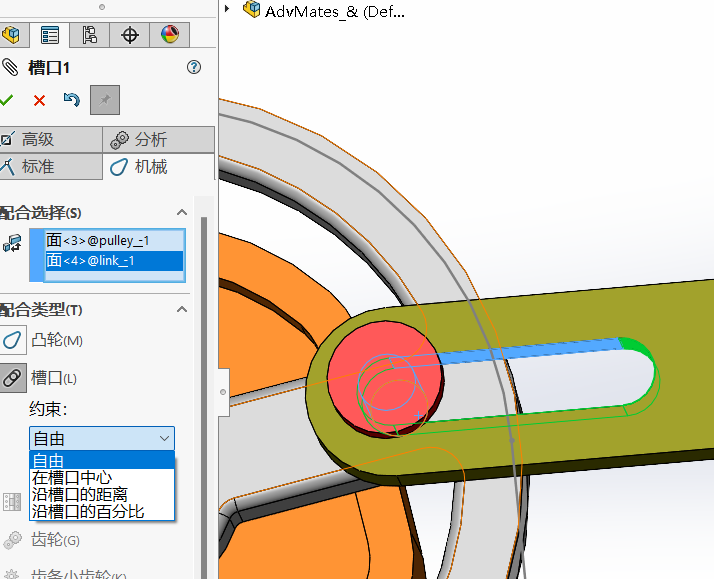 AdvMates_& (Def...
槽口1
高级
分析
标准
机械
配合选择(S)
面<3>@pulley_-1
面<4>@link_-1
配合类型(T)
凸轮(M)
槽口(L)
约束:
自由
自由
在槽口中心
沿槽口的距离
沿槽口的百分比
齿轮(G)
齿条小齿轮(K)